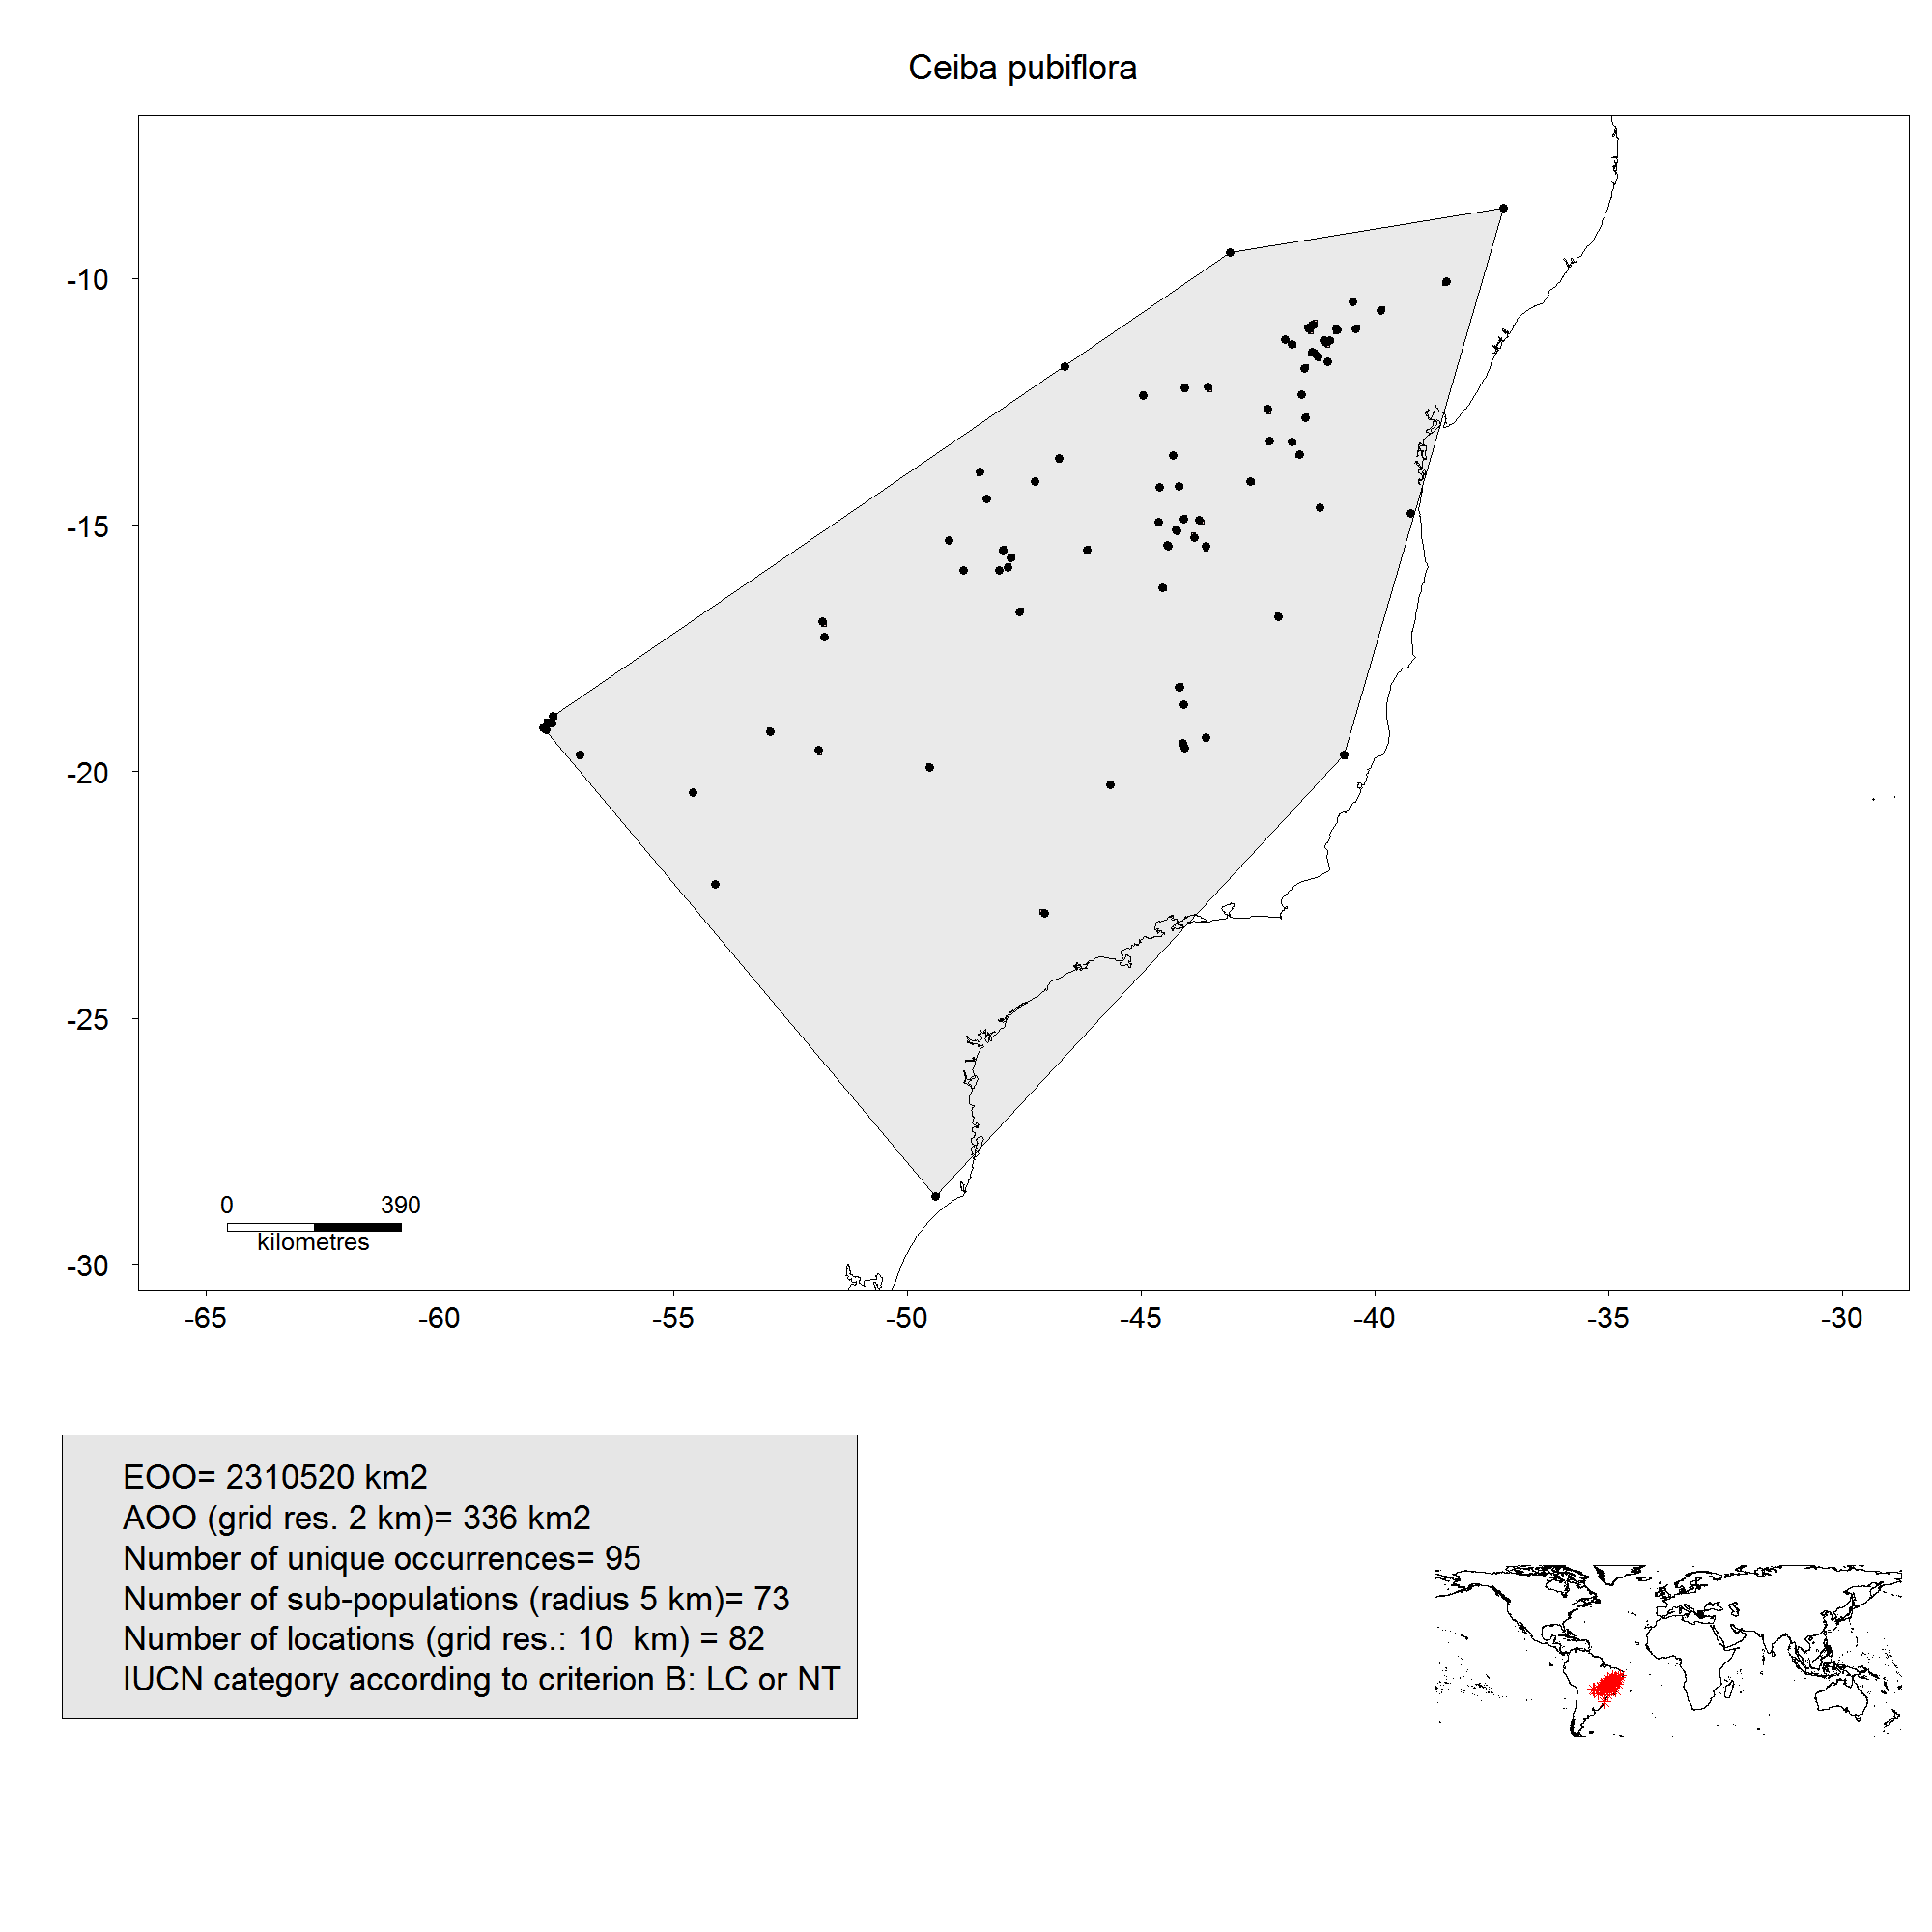 Ceiba pubiflora
-10
-15
-20
-25
-30
0 390
kilometres
-65 -60 -55 -50 -45 -40 -35 -30
EOO= 2310520 km2
AOO (grid res. 2 km)= 336 km2
Number of unique occurrences= 95
Number of sub-populations (radius 5 km)= 73
Number of locations (grid res.: 10  km) = 82
IUCN category according to criterion B: LC or NT